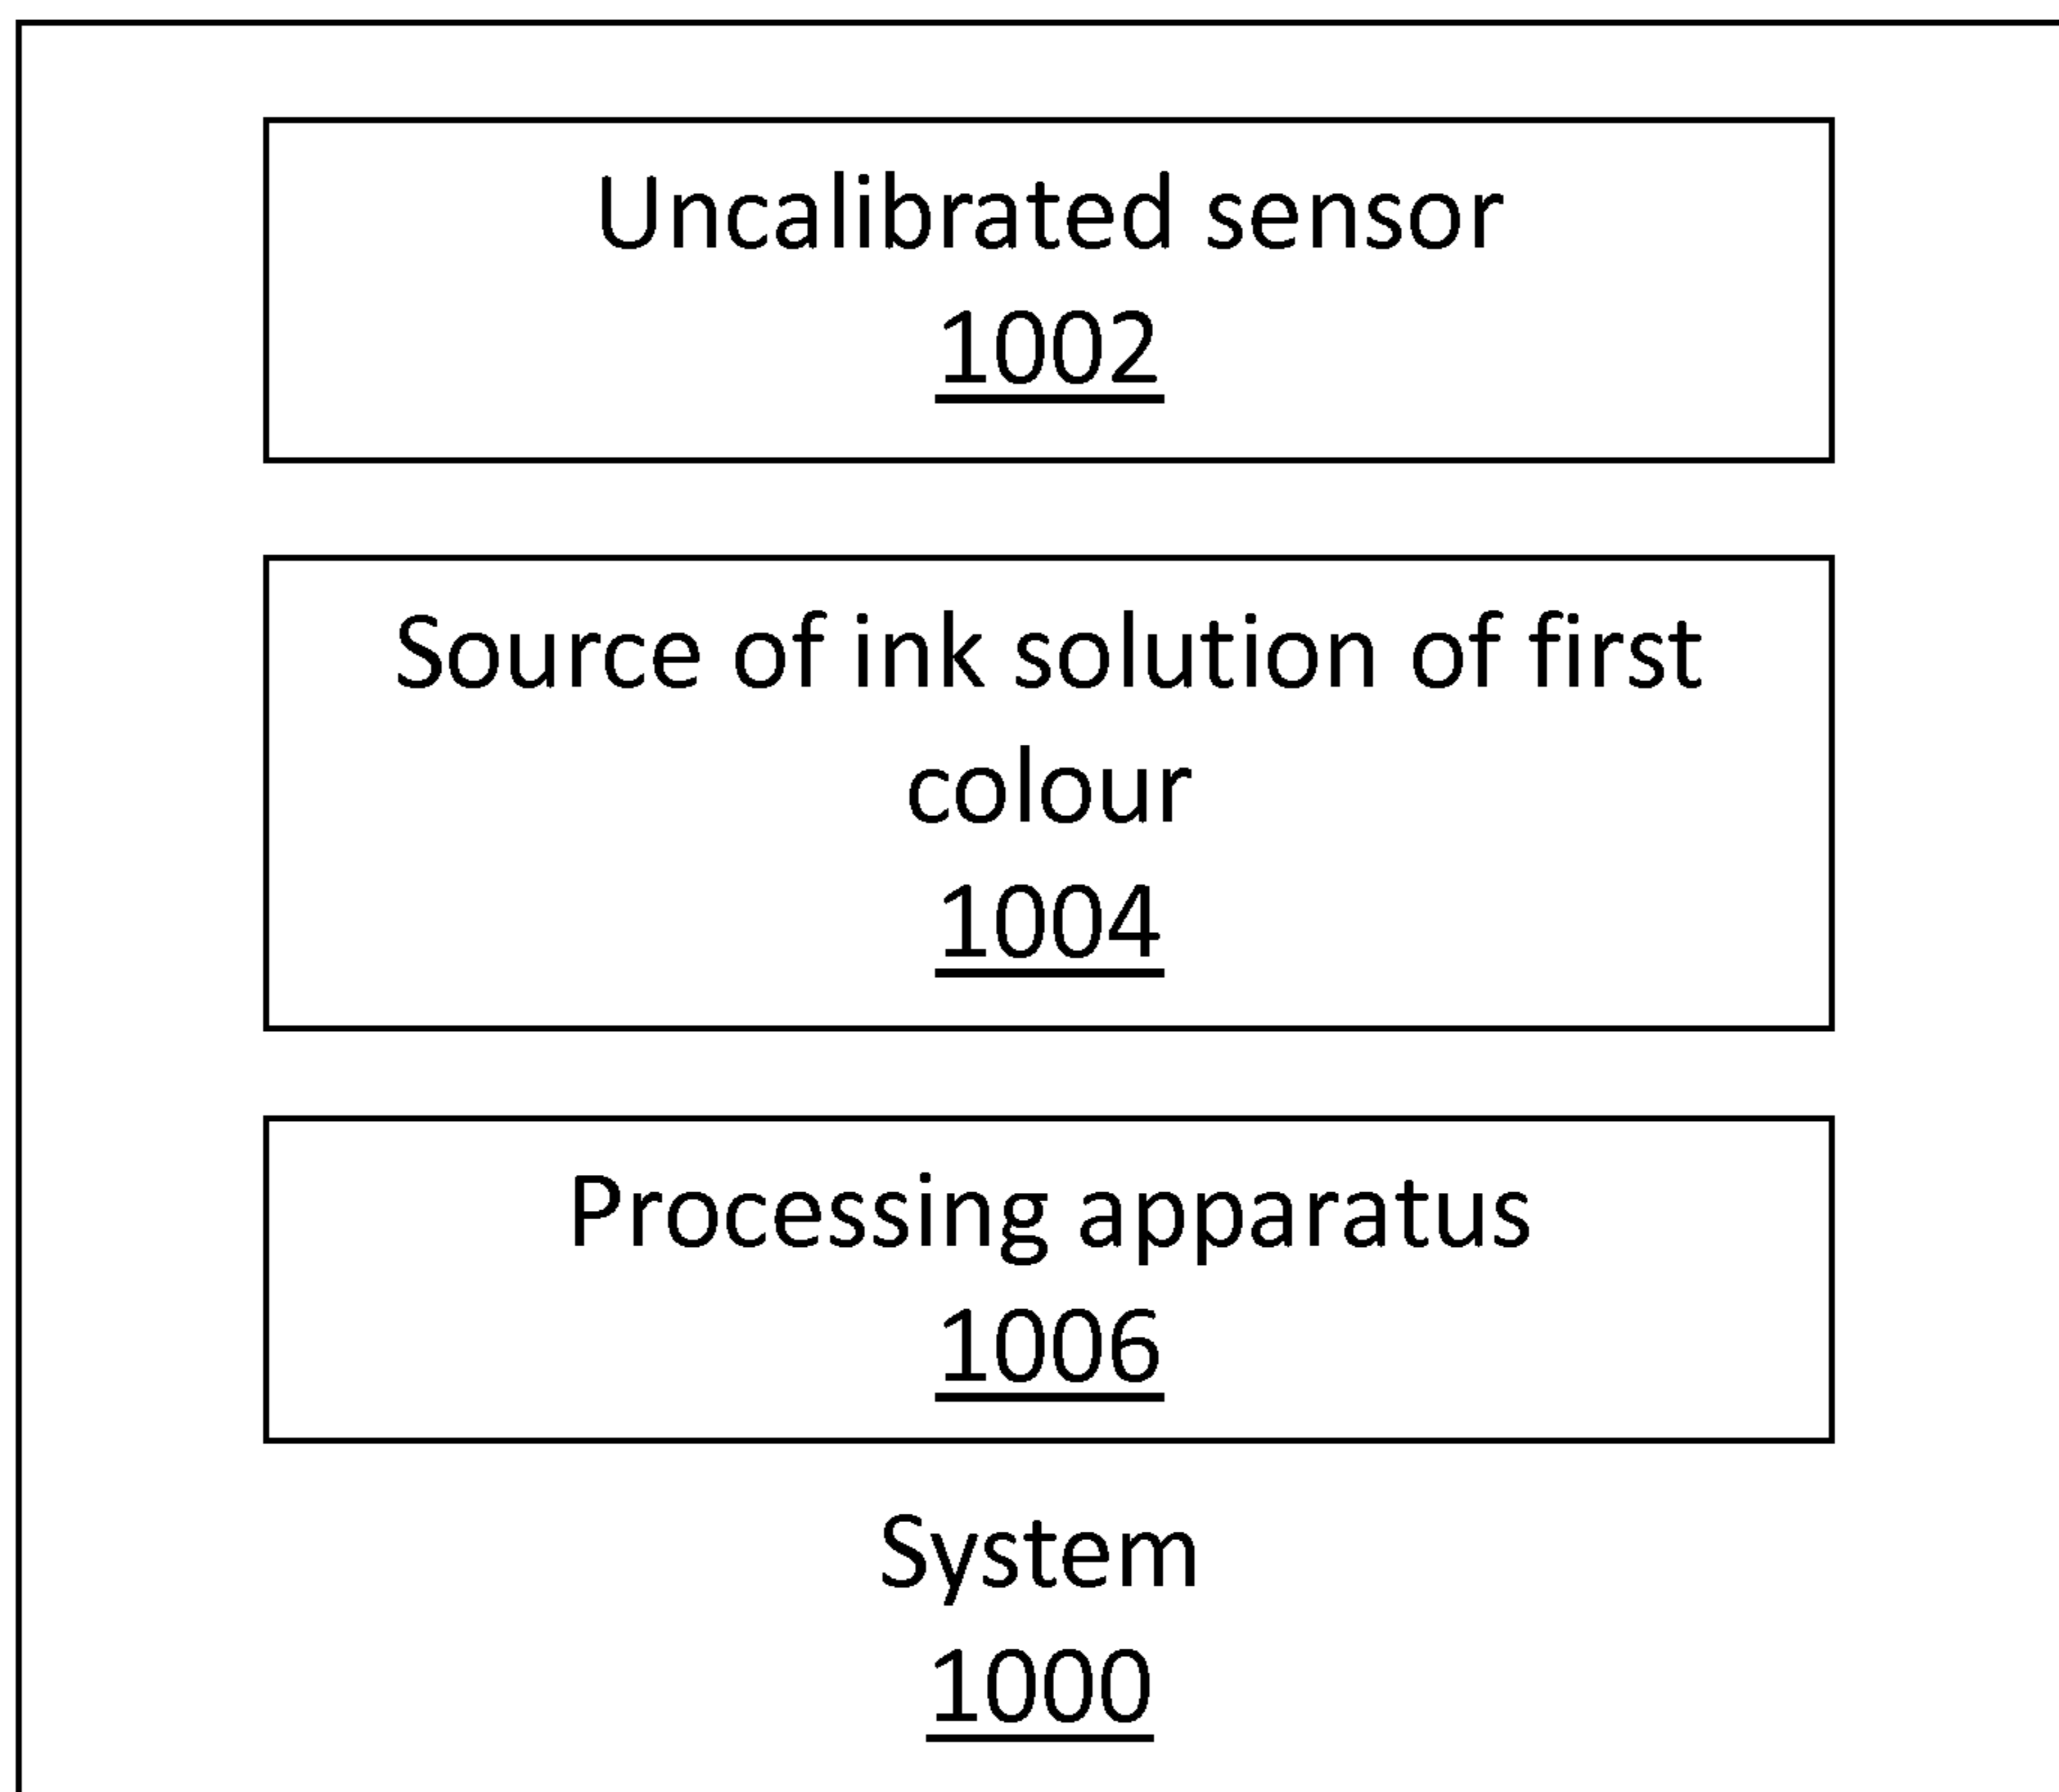 Uncalibrated sensor
1002
Source of ink solution of first
colour
1004
Processing apparatus
1006
System
1000